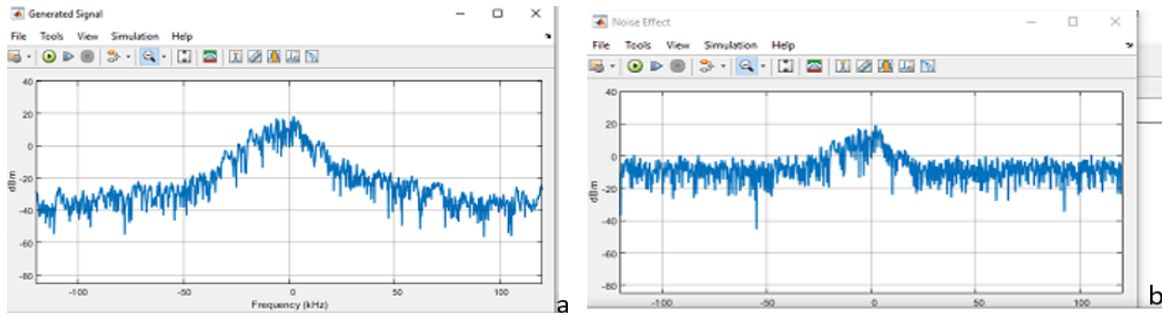 Generated Signal
File Tools View Simulation Help
40
20
0
-20
-40
-60
-80
dBm
-100 -50 0 50 100
Frequency (kHz)
a
Noise Effect
File Tools View Simulation Help
40
20
0
-20
-40
-60
-80
dBm
-100 -50 0 50 100
b